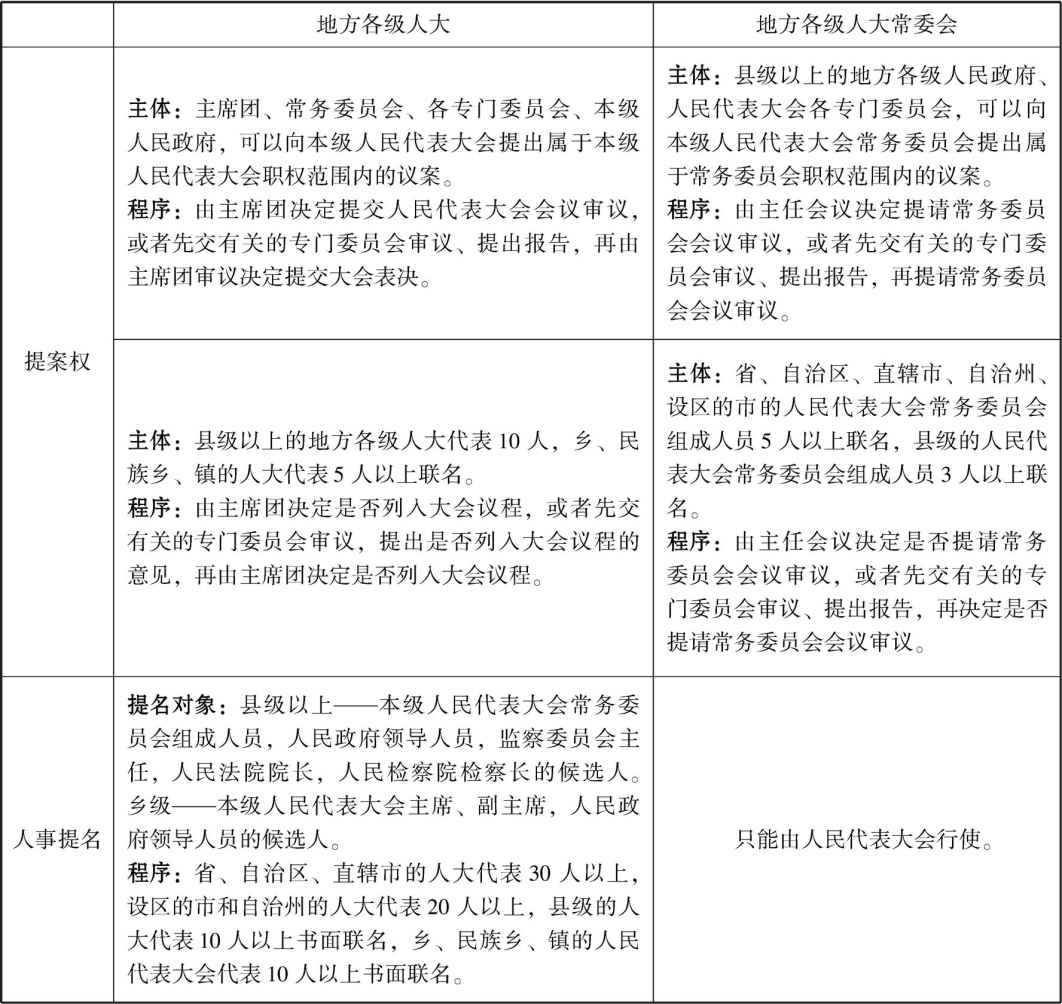 地方各级人大
地方各级人大常委会
提案权
主体：主席团、常务委员会、各专门委员会、本级
人民政府，可以向本级人民代表大会提出属于本级
人民代表大会职权范围内的议案。
程序：由主席团决定提交人民代表大会会议审议，
或者先交有关的专门委员会审议、提出报告，再由
主席团审议决定提交大会表决。
主体：县级以上的地方各级人民政府、
人民代表大会各专门委员会，可以向
本级人民代表大会常务委员会提出属
于常务委员会职权范围内的议案。
程序：由主任会议决定提请常务委员
会会议审议，或者先交有关的专门委
员会审议、提出报告，再提请常务委员
会会议审议。
主体：县级以上的地方各级人大代表10人，乡、民
族乡、镇的人大代表5人以上联名。
程序：由主席团决定是否列入大会议程，或者先交
有关的专门委员会审议，提出是否列入大会议程的
意见，再由主席团决定是否列入大会议程。
主体：省、自治区、直辖市、自治州、
设区的市的人民代表大会常务委员会
组成人员5人以上联名，县级的人民代
表大会常务委员会组成人员3人以上联
名。
程序：由主任会议决定是否提请常务
委员会会议审议，或者先交有关的专
门委员会审议、提出报告，再决定是否
提请常务委员会会议审议。
人事提名
提名对象：县级以上——本级人民代表大会常务委
员会组成人员，人民政府领导人员，监察委员会主
任，人民法院院长，人民检察院检察长的候选人。
乡级——本级人民代表大会主席、副主席，人民政
府领导人员的候选人。
程序：省、自治区、直辖市的人大代表30人以上，
设区的市和自治州的人大代表20人以上，县级的人
大代表10人以上书面联名，乡、民族乡、镇的人民
代表大会代表10人以上书面联名。
只能由人民代表大会行使。